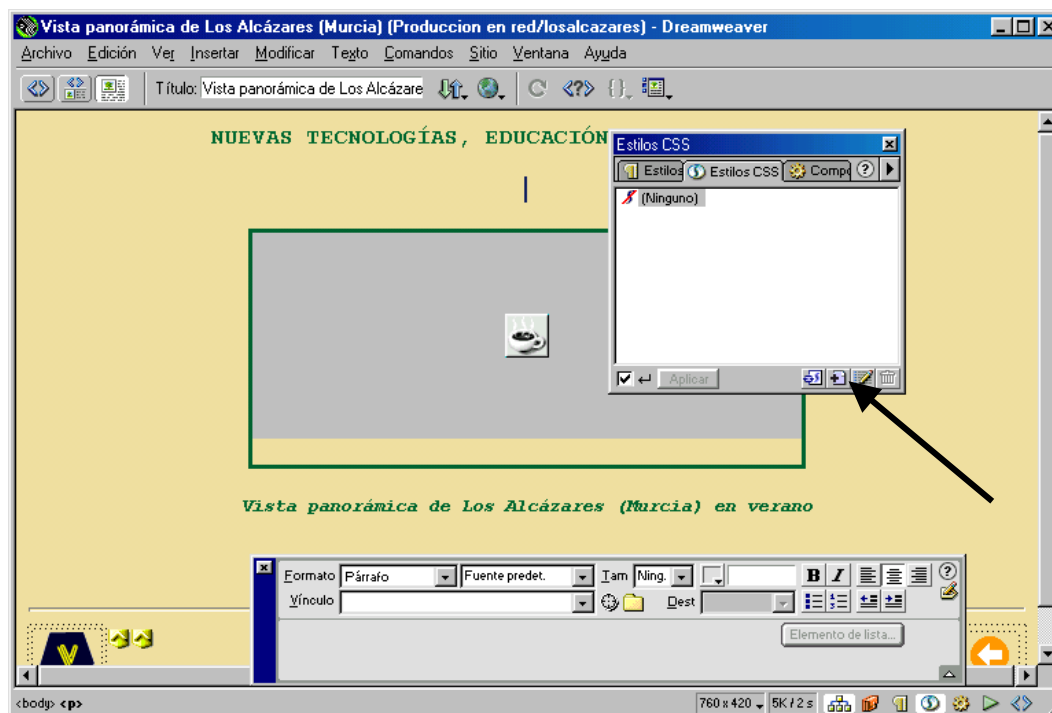 Vista panorámica de Los Alcázares (Murcia) (Produccion en red/losalcazares) - Dreamweaver
Archivo Edición Ver Insertar Modificar Texto Comandos Sitio Ventana Ayuda
Título: Vista panorámica de Los Alcázare
NUEVAS TECNOLOGÍAS, EDUCACIÓN
Estilos CSS
Estilos Estilos CSS Comp
(Ninguno)
Aplicar
Vista panorámica de Los Alcázares (Murcia) en verano
Formato Párrafo Fuente predet. Tam Ning. B I
Vínculo Dest
Elemento de lista...
V
<body> <p> 760 x 420 5K / 2 s